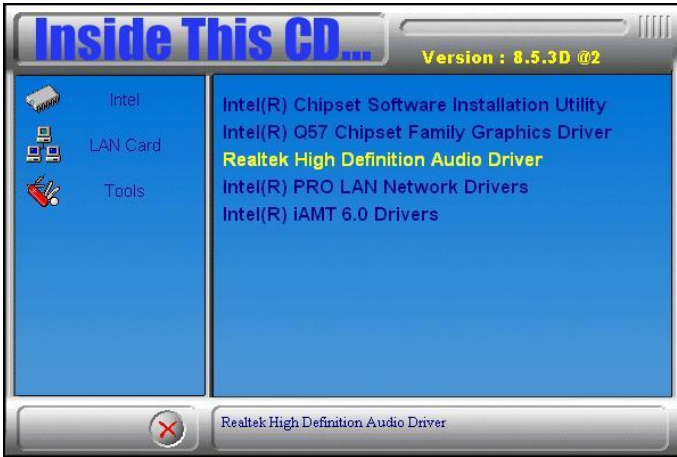 Inside This CD...
Version : 8.5.3D @2
Intel
LAN Card
Tools
Intel(R) Chipset Software Installation Utility
Intel(R) Q57 Chipset Family Graphics Driver
Realtek High Definition Audio Driver
Intel(R) PRO LAN Network Drivers
Intel(R) iAMT 6.0 Drivers
Realtek High Definition Audio Driver